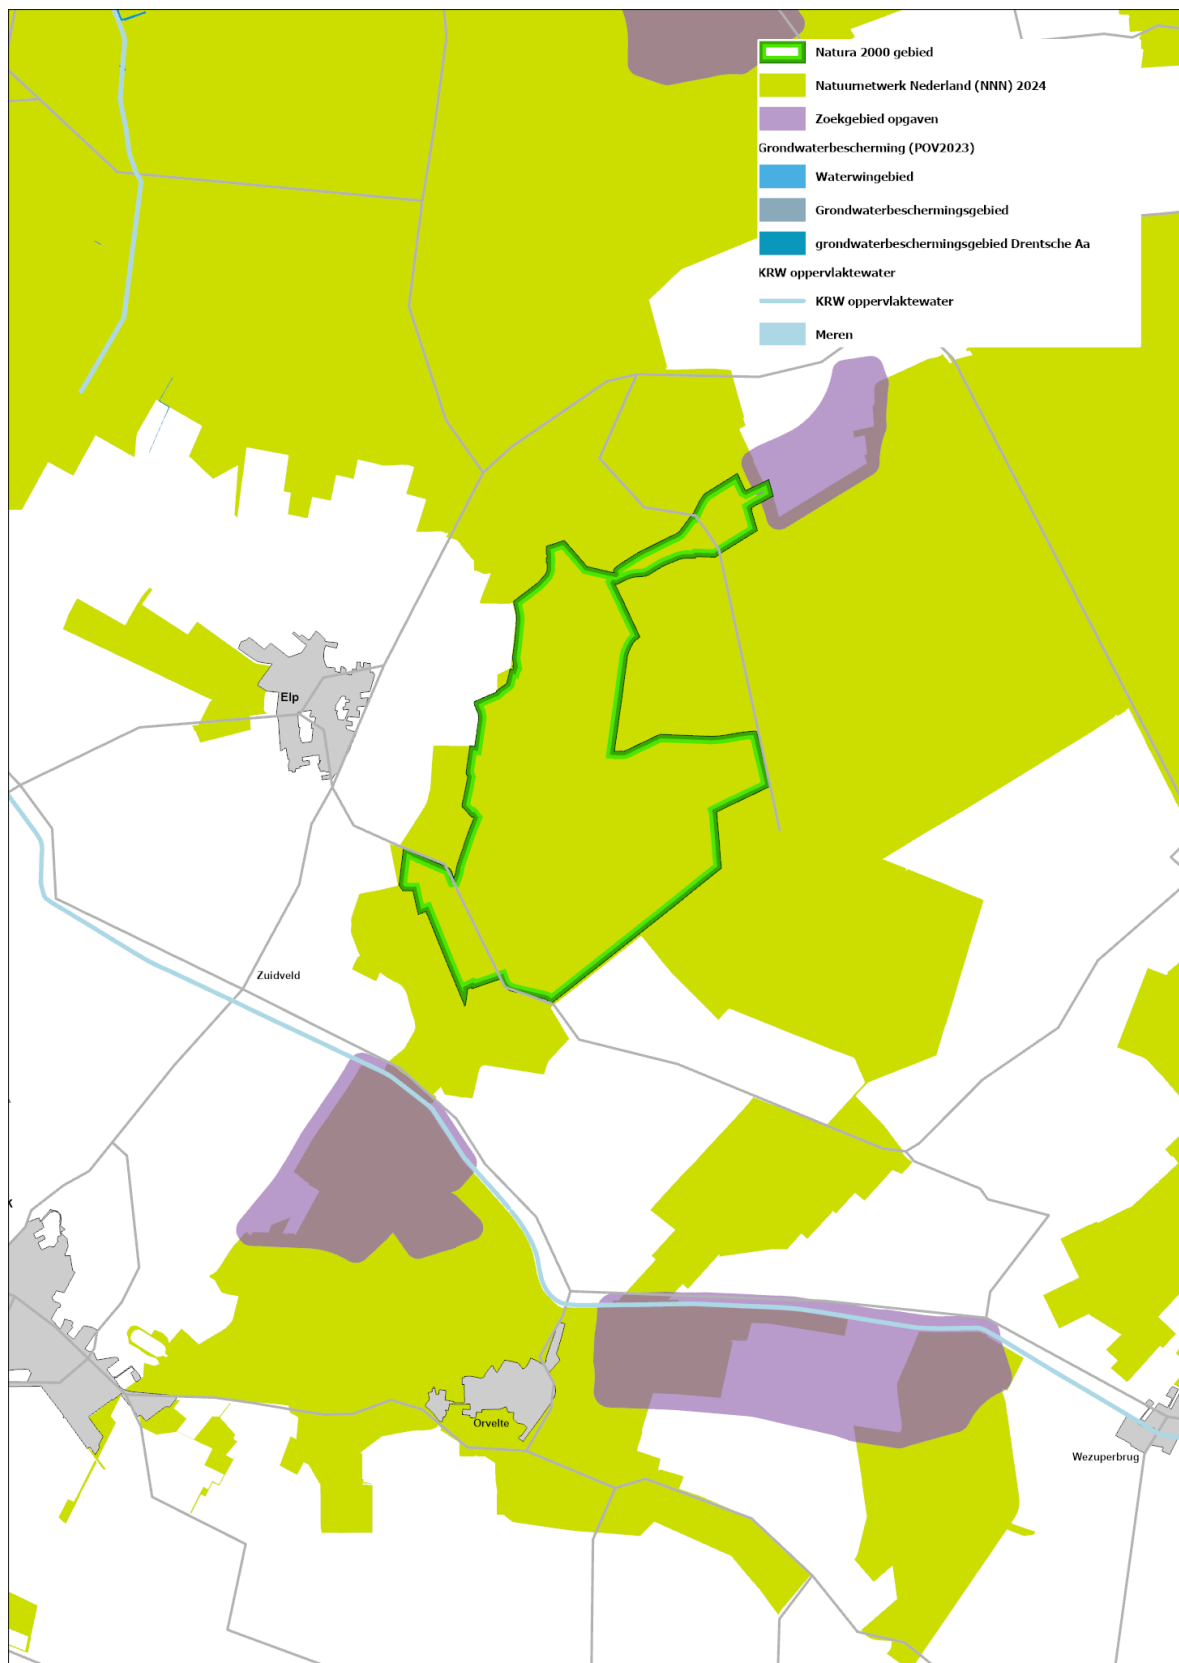 Natura 2000 gebied
Natuurnetwerk Nederland (NNN) 2024
Zoekgebied opgaven
Grondwaterbescherming (POV2023)
Waterwingebied
Grondwaterbeschermingsgebied
grondwaterbeschermingsgebied Drentsche Aa
KRW oppervlaktewater
KRW oppervlaktewater
Meren
Elp
Zuidveld
Orvelte
Wezuperbrug